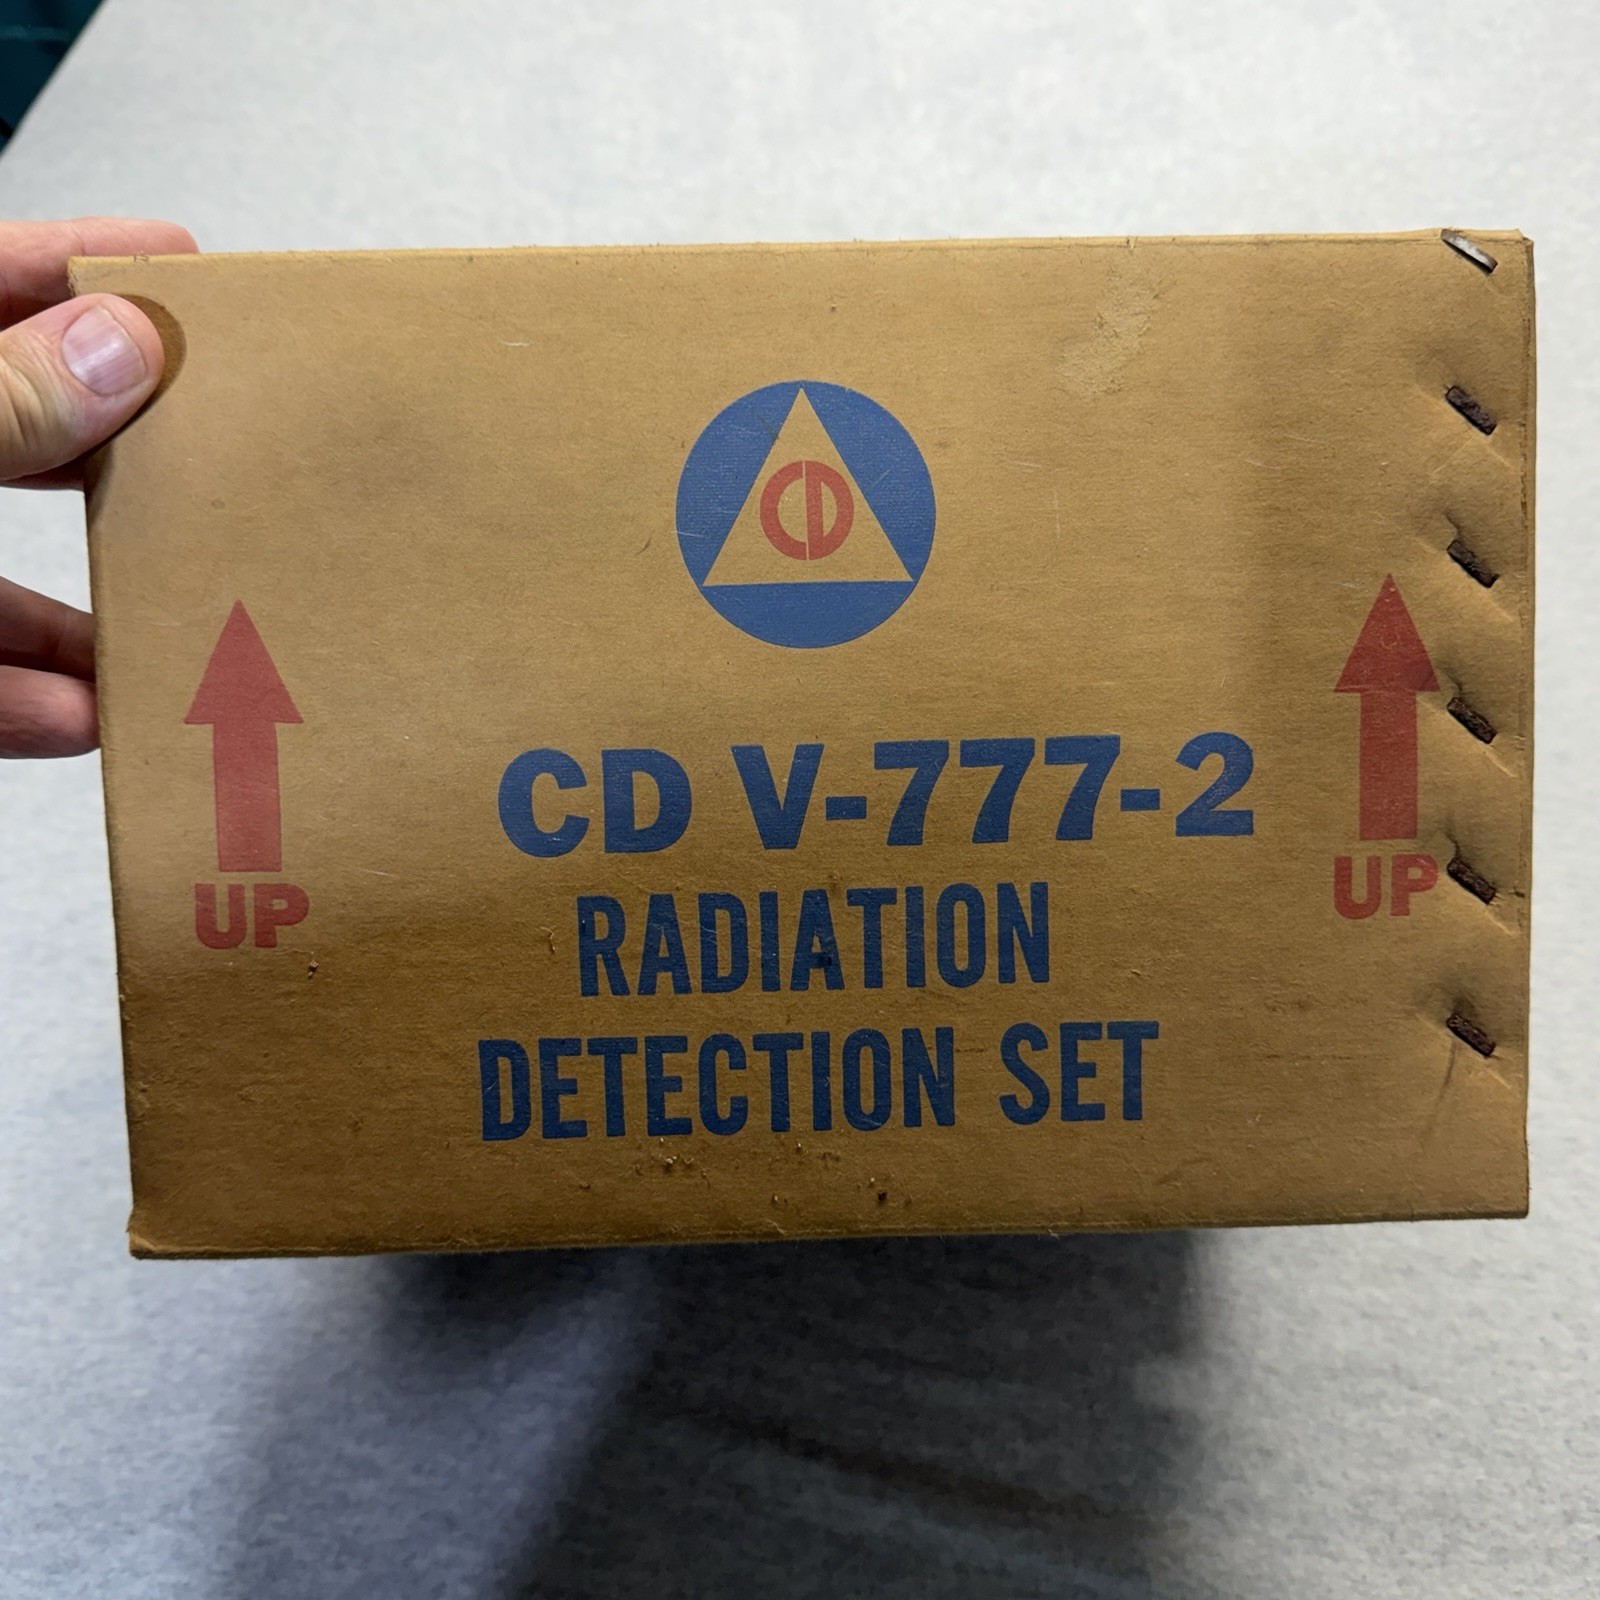 CD
CD V-777-2
RADIATION
DETECTION SET
UP
UP